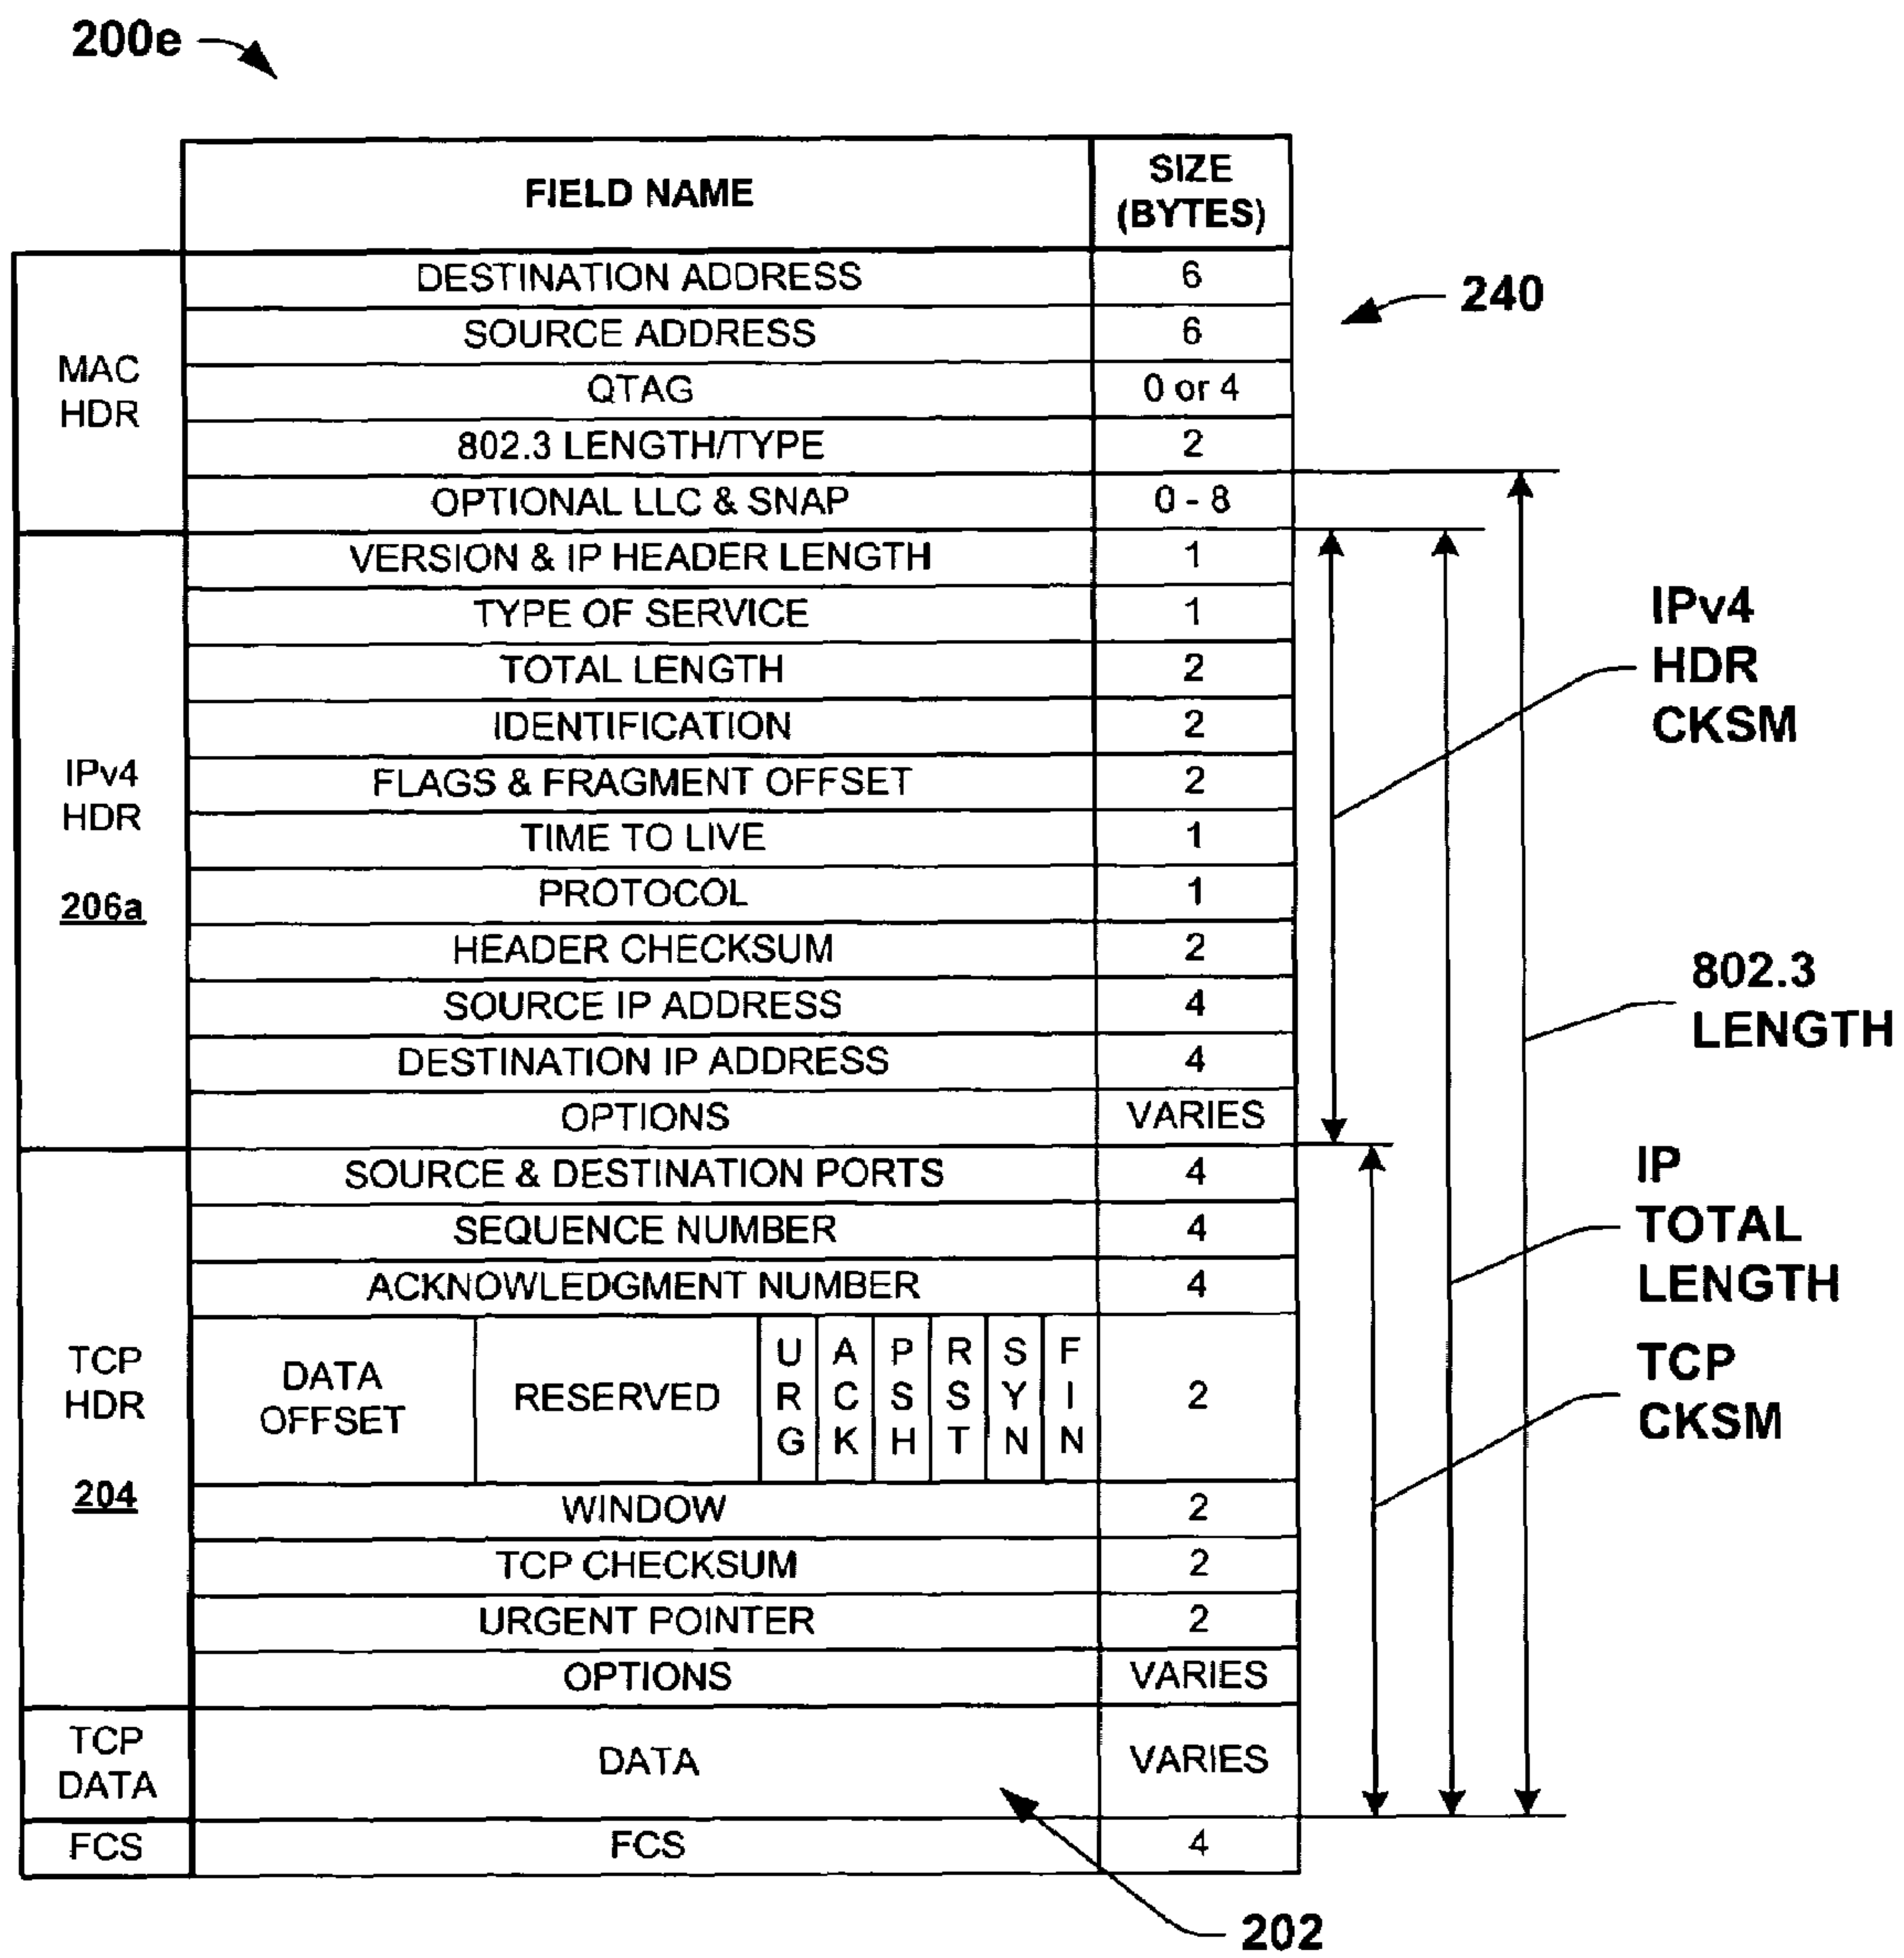 200e
FIELD NAME
SIZE
(BYTES)
MAC
HDR
DESTINATION ADDRESS 6
SOURCE ADDRESS 6
QTAG 0 or 4
802.3 LENGTH/TYPE 2
OPTIONAL LLC & SNAP 0 - 8
240
IPv4
HDR
206a
VERSION & IP HEADER LENGTH 1
TYPE OF SERVICE 1
TOTAL LENGTH 2
IDENTIFICATION 2
FLAGS & FRAGMENT OFFSET 2
TIME TO LIVE 1
PROTOCOL 1
HEADER CHECKSUM 2
SOURCE IP ADDRESS 4
DESTINATION IP ADDRESS 4
OPTIONS VARIES
IPv4
HDR
CKSM
802.3
LENGTH
TCP
HDR
204
SOURCE & DESTINATION PORTS 4
SEQUENCE NUMBER 4
ACKNOWLEDGMENT NUMBER 4
DATA
OFFSET
RESERVED
URG
ACK
PSH
RST
SYN
FIN
2
WINDOW 2
TCP CHECKSUM 2
URGENT POINTER 2
OPTIONS VARIES
IP
TOTAL
LENGTH
TCP
CKSM
TCP
DATA
DATA VARIES
FCS FCS 4
202